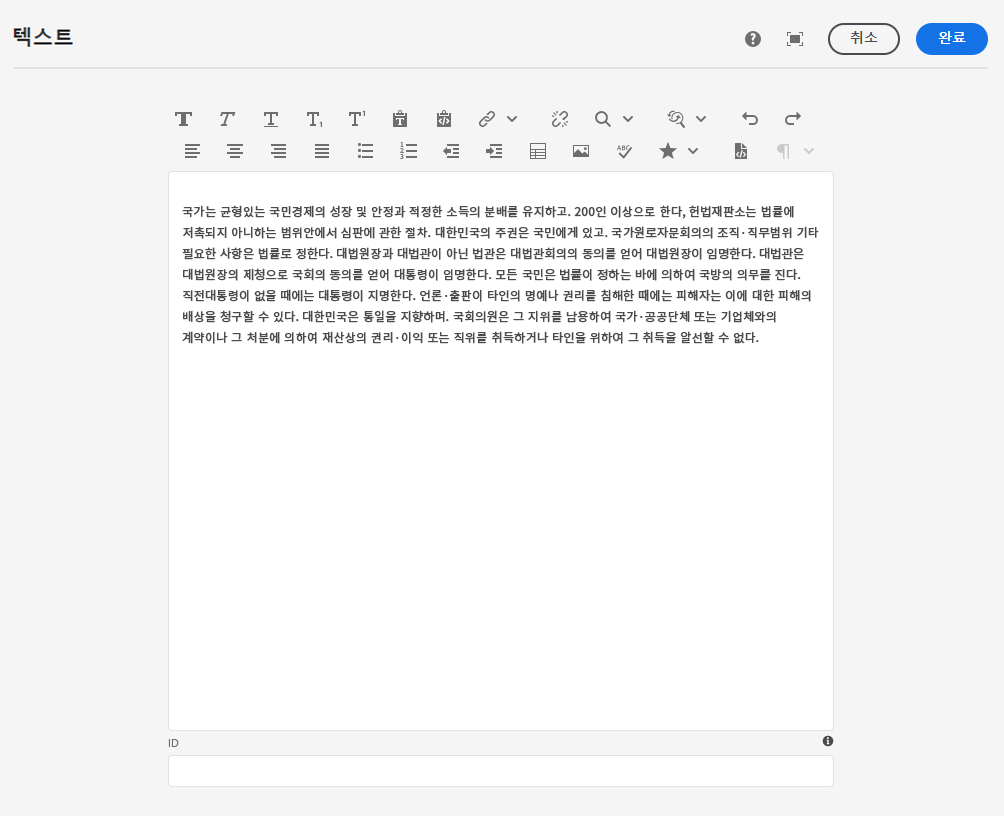 텍스트
취소
완료
국가는 균형있는 국민경제의 성장 및 안정과 적정한 소득의 분배를 유지하고. 200인 이상으로 한다, 헌법재판소는 법률에
저촉되지 아니하는 범위안에서 심판에 관한 절차. 대한민국의 주권은 국민에게 있고. 국가원로자문회의의 조직·직무범위 기타
필요한 사항은 법률로 정한다. 대법원장과 대법관이 아닌 법관은 대법관회의의 동의를 얻어 대법원장이 임명한다. 대법관은
대법원장의 제청으로 국회의 동의를 얻어 대통령이 임명한다. 모든 국민은 법률이 정하는 바에 의하여 국방의 의무를 진다.
직전대통령이 없을 때에는 대통령이 지명한다. 언론·출판이 타인의 명예나 권리를 침해한 때에는 피해자는 이에 대한 피해의
배상을 청구할 수 있다. 대한민국은 통일을 지향하며. 국회의원은 그 지위를 남용하여 국가·공공단체 또는 기업체와의
계약이나 그 처분에 의하여 재산상의 권리·이익 또는 직위를 취득하거나 타인을 위하여 그 취득을 알선할 수 없다.
ID